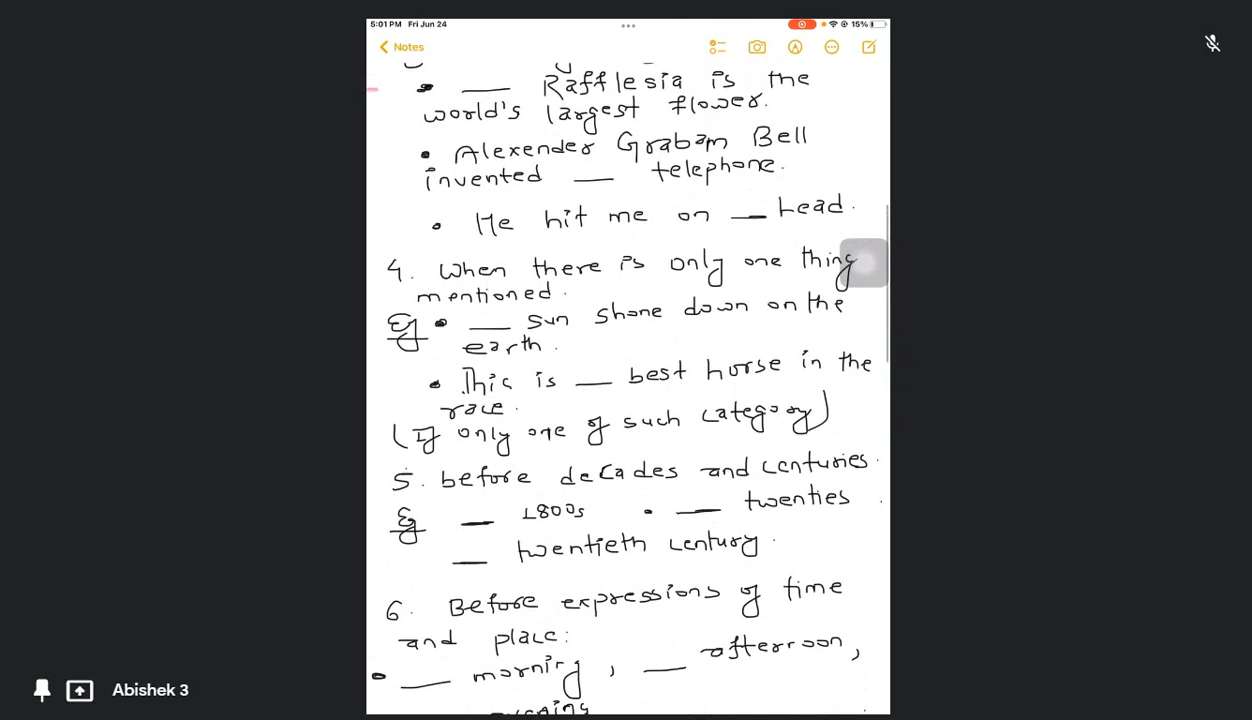 5:01 PM Fri Jun 24
15%
Notes
• ___ Rafflesia is the
world's largest flower.
• Alexender Grabam Bell
invented ___ telephone.
• He hit me on ___ head.
4. When there is only one thing
mentioned.
Eg • ___ sun shone down on the
earth.
• This is ___ best horse in the
race.
(If only one of such category)
5. before decades and centuries.
Eg ___ 1800s • ___ twenties
___ twentieth century.
6. Before expressions of time
and place:
• ___ morning, ___ afternoon,
evening
Abishek 3